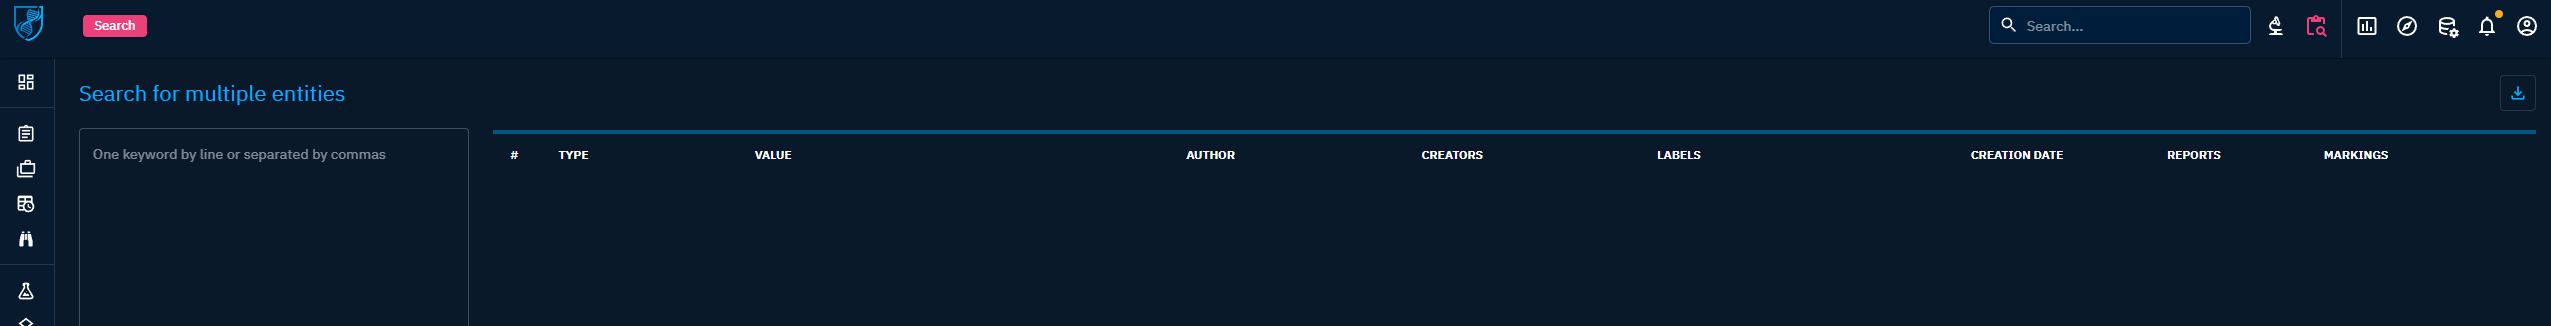 Search
Search...
Search for multiple entities
One keyword by line or separated by commas
# TYPE VALUE AUTHOR CREATORS LABELS CREATION DATE REPORTS MARKINGS